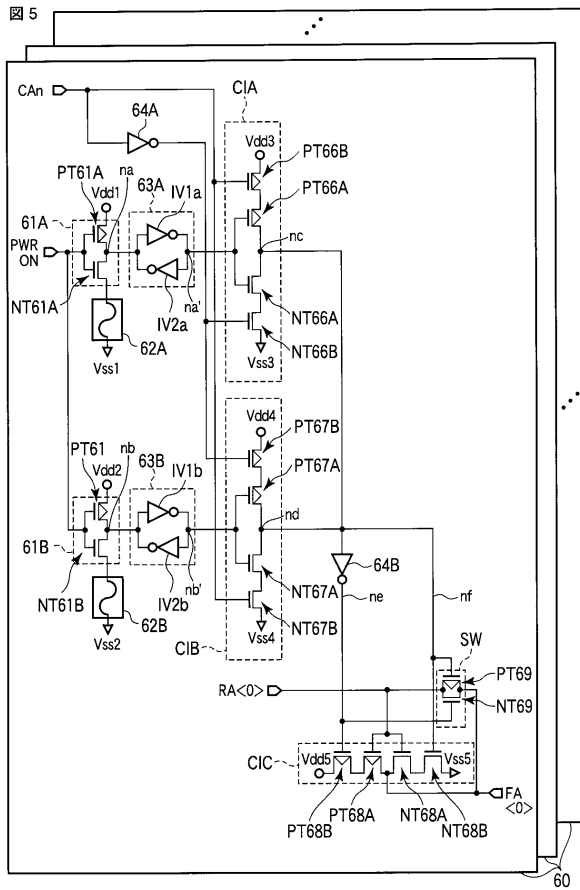 図 5
CAn
64A
CIA
Vdd3
PT66B
PT66A
PT61A
na
63A
Vdd1
IV1a
61A
PWR
ON
nc
NT61A
IV2a
na'
NT66A
NT66B
62A
Vss1
Vss3
Vdd4
PT67B
PT61
nb
63B
Vdd2
IV1b
PT67A
nd
61B
64B
NT67A
nb'
NT61B
IV2b
ne
nf
62B
NT67B
Vss2
Vss4
CIB
SW
PT69
RA<0>
NT69
Vdd5
Vss5
CIC
FA
<0>
PT68A
NT68A
PT68B
NT68B
60